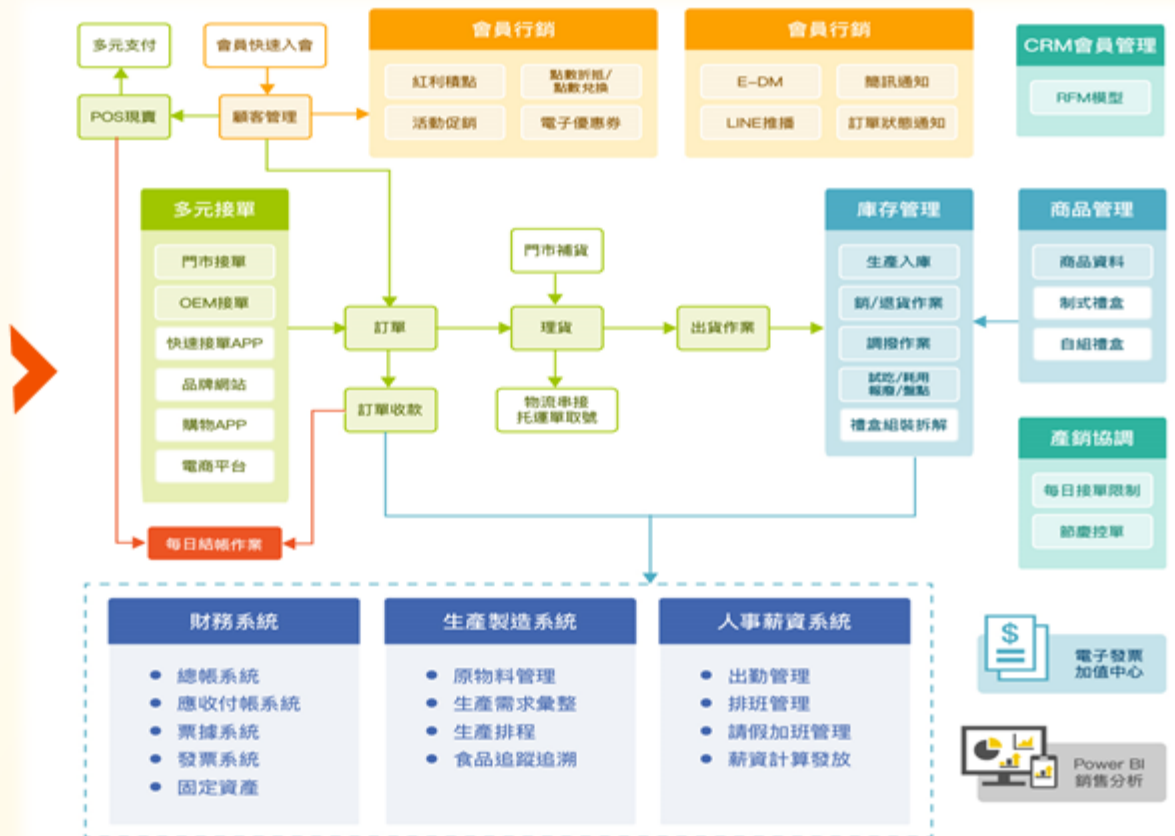 多元支付
會員快速入會
POS現賣
顧客管理
會員行銷
紅利積點
點數折抵/
點數兌換
活動促銷
電子優惠券
會員行銷
E-DM
簡訊通知
LINE推播
訂單狀態通知
CRM會員管理
RFM模型
多元接單
門市接單
OEM接單
快速接單APP
品牌網站
購物APP
電商平台
訂單
訂單收款
門市補貨
理貨
物流串接
托運單取號
出貨作業
庫存管理
生產入庫
銷/退貨作業
調撥作業
試吃/耗用
報廢/盤點
禮盒組裝拆解
商品管理
商品資料
制式禮盒
自組禮盒
產銷協調
每日接單限制
節慶控單
每日結帳作業
財務系統
總帳系統
應收付帳系統
票據系統
發票系統
固定資產
生產製造系統
原物料管理
生產需求彙整
生產排程
食品追蹤追溯
人事薪資系統
出勤管理
排班管理
請假加班管理
薪資計算發放
$
電子發票
加值中心
Power BI
銷售分析